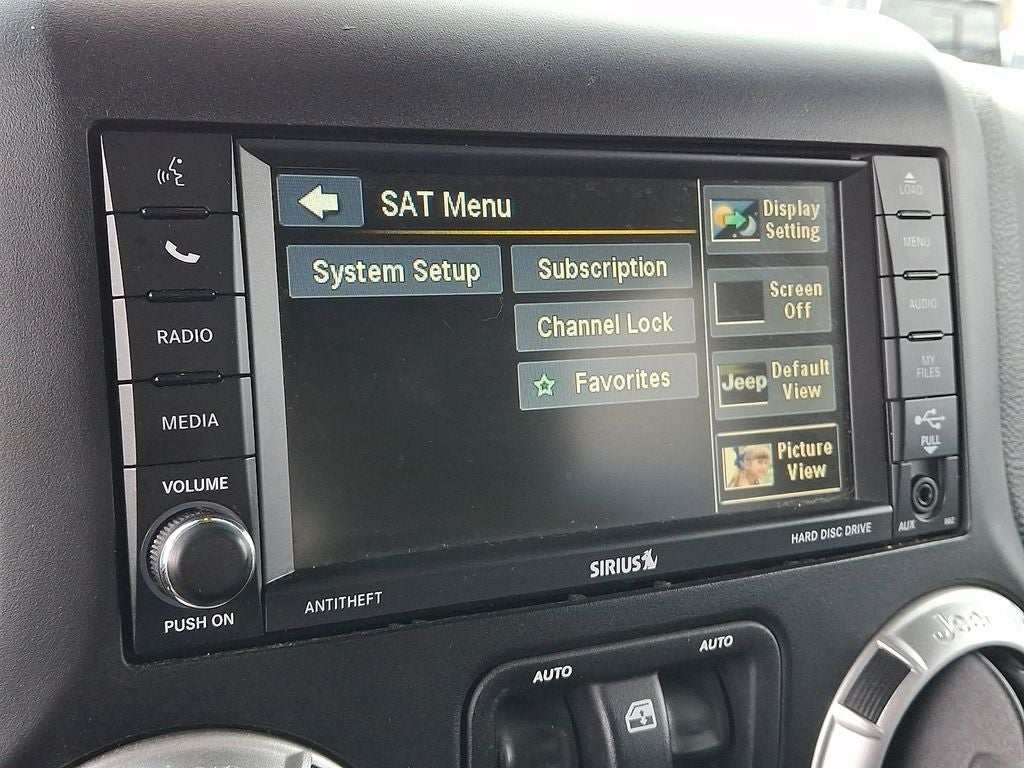 RADIO
MEDIA
VOLUME
PUSH ON
SAT Menu
System Setup
Subscription
Channel Lock
Favorites
Display
Setting
Screen
Off
Jeep
Default
View
Picture
View
ANTITHEFT
SIRIUS
HARD DISC DRIVE
LOAD
MENU
AUDIO
MY
FILES
PULL
AUX
MIC
AUTO
AUTO
Jeep